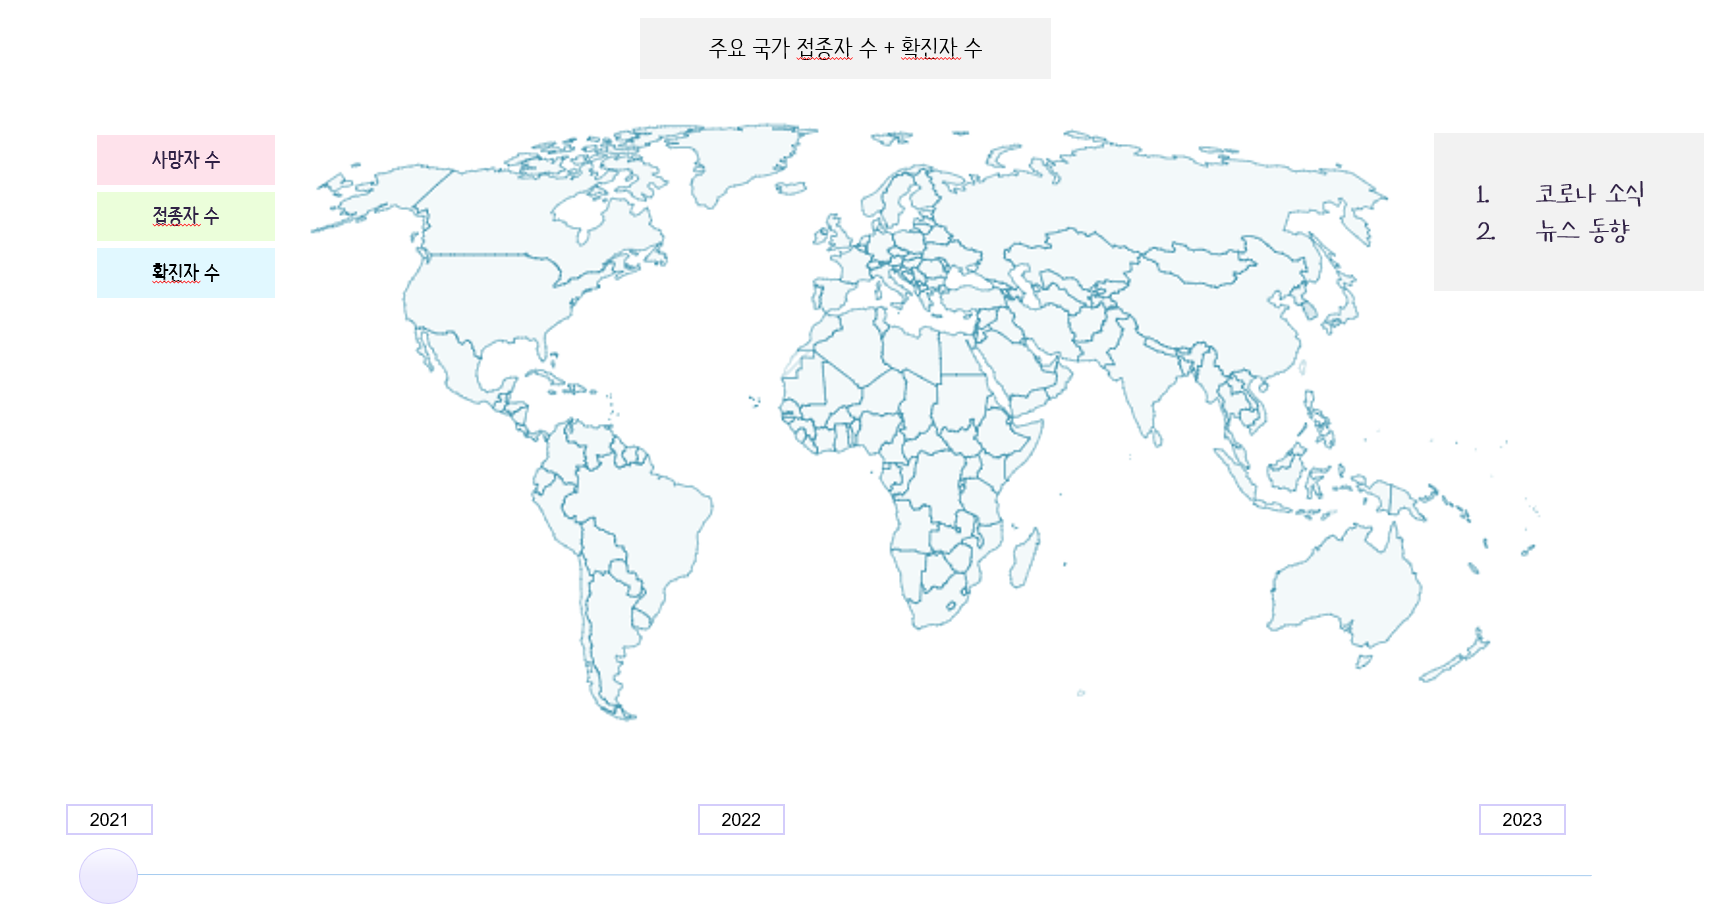 주요 국가 접종자 수 + 확진자 수
사망자 수
접종자 수
확진자 수
1. 코로나 소식
2. 뉴스 동향
2021
2022
2023